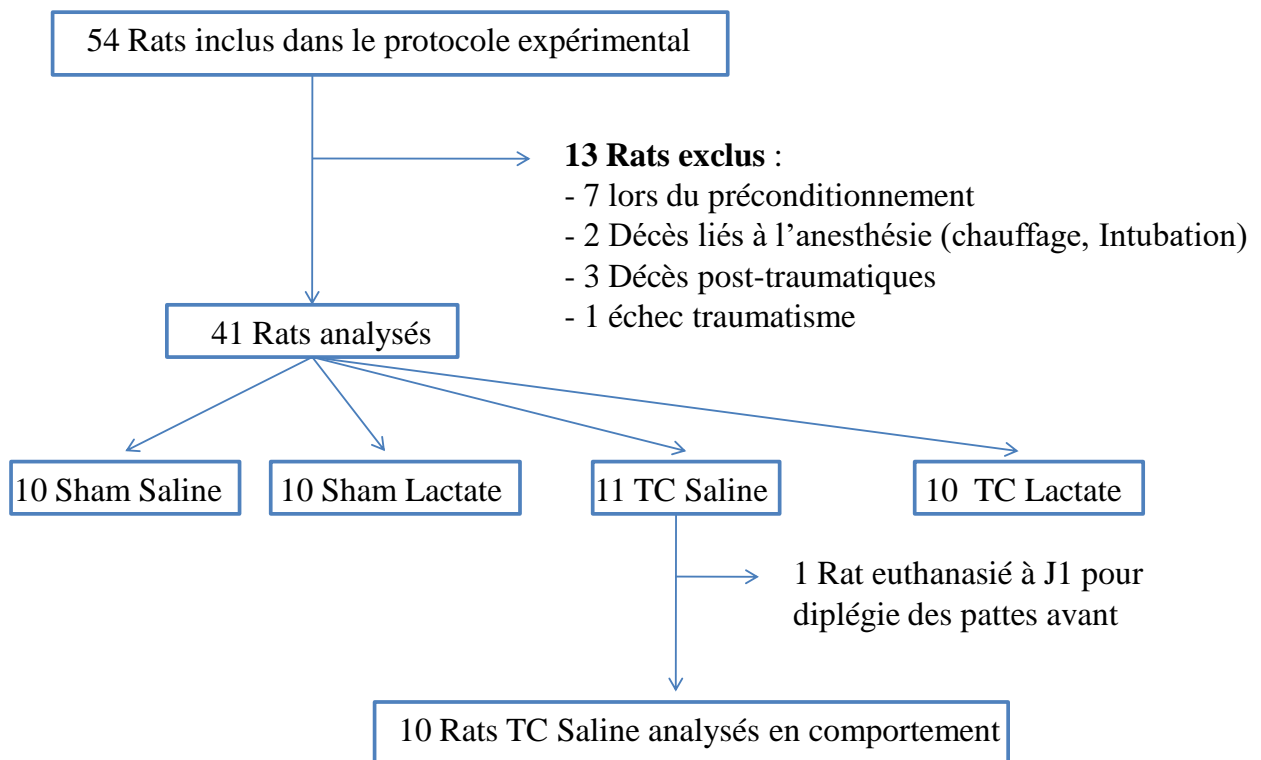 54 Rats inclus dans le protocole expérimental
13 Rats exclus :
- 7 lors du préconditionnement
- 2 Décès liés à l’anesthésie (chauffage, Intubation)
- 3 Décès post-traumatiques
- 1 échec traumatisme
41 Rats analysés
10 Sham Saline
10 Sham Lactate
11 TC Saline
10 TC Lactate
1 Rat euthanasié à J1 pour
diplégie des pattes avant
10 Rats TC Saline analysés en comportement